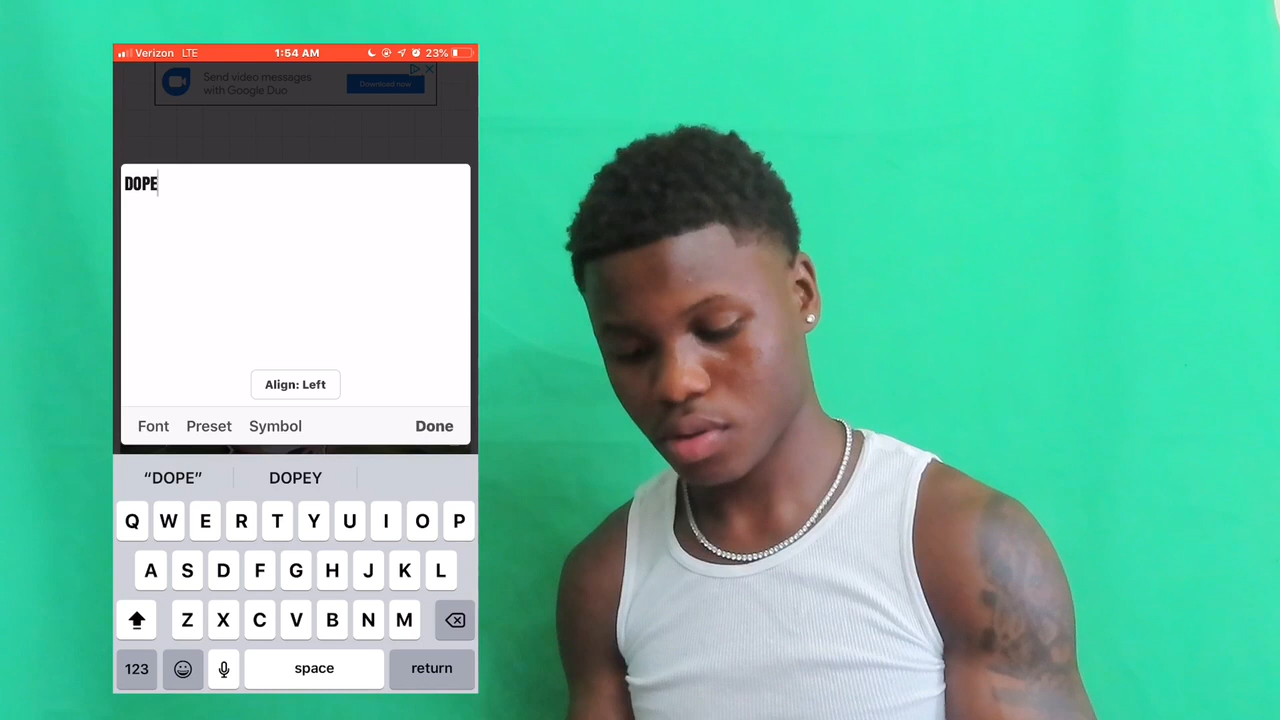 Verizon LTE 1:54 AM 23%
Send video messages
with Google Duo
Download now
DOPE
Align: Left
Font Preset Symbol Done
“DOPE” DOPEY
Q W E R T Y U I O P
A S D F G H J K L
Z X C V B N M
123 space return